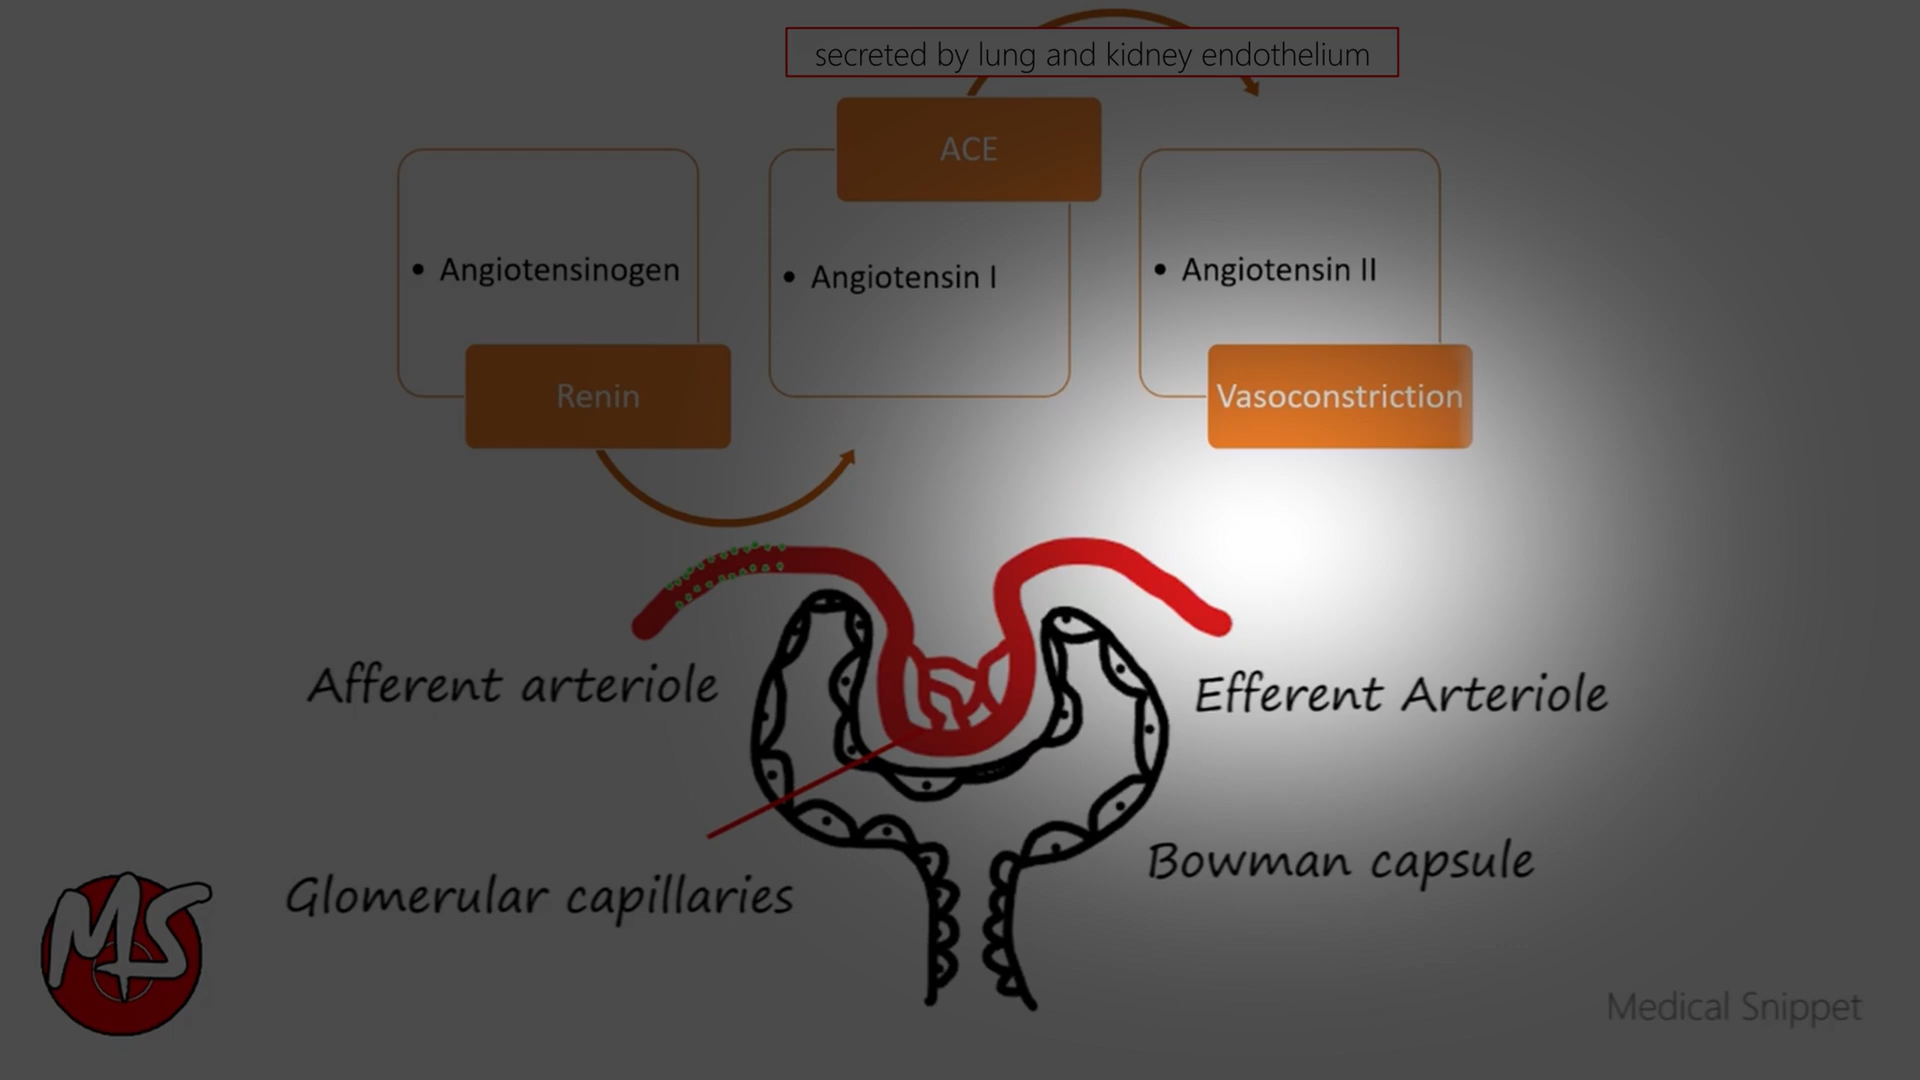 secreted by lung and kidney endothelium
ACE
• Angiotensinogen
• Angiotensin I
• Angiotensin II
Renin
Vasoconstriction
Afferent arteriole
Efferent Arteriole
Glomerular capillaries
Bowman capsule
MS
Medical Snippet